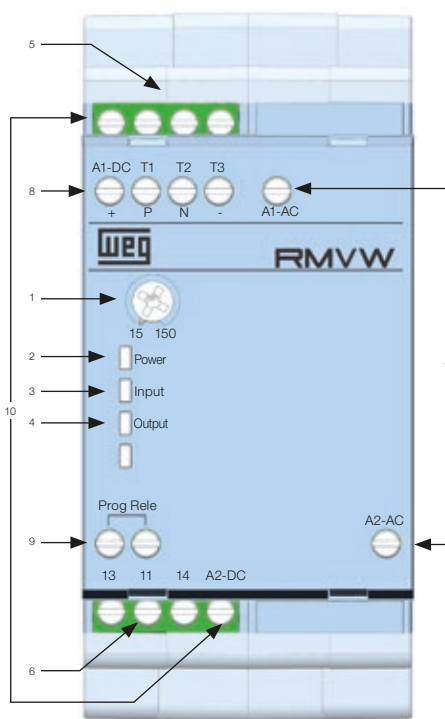 5
A1-DC T1 T2 T3
8
+ P N - A1-AC
WEG RMVW
1
15 150
2 Power
3 Input
10
4 Output
Prog Rele
A2-AC
9
13 11 14 A2-DC
6